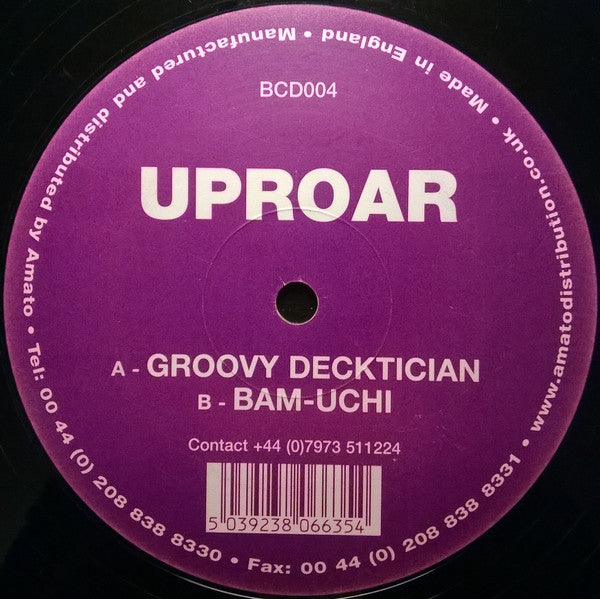 BCD004
UPROAR
A - GROOVY DECKTICIAN
B - BAM-UCHI
Contact +44 (0)7973 511224
5 039238 066354
Manufactured and distributed by Amato • Tel: 00 44 (0) 208 838 8330 • Fax: 00 44 (0) 208 838 8331 • www.amatodistribution.co.uk • Made in England •